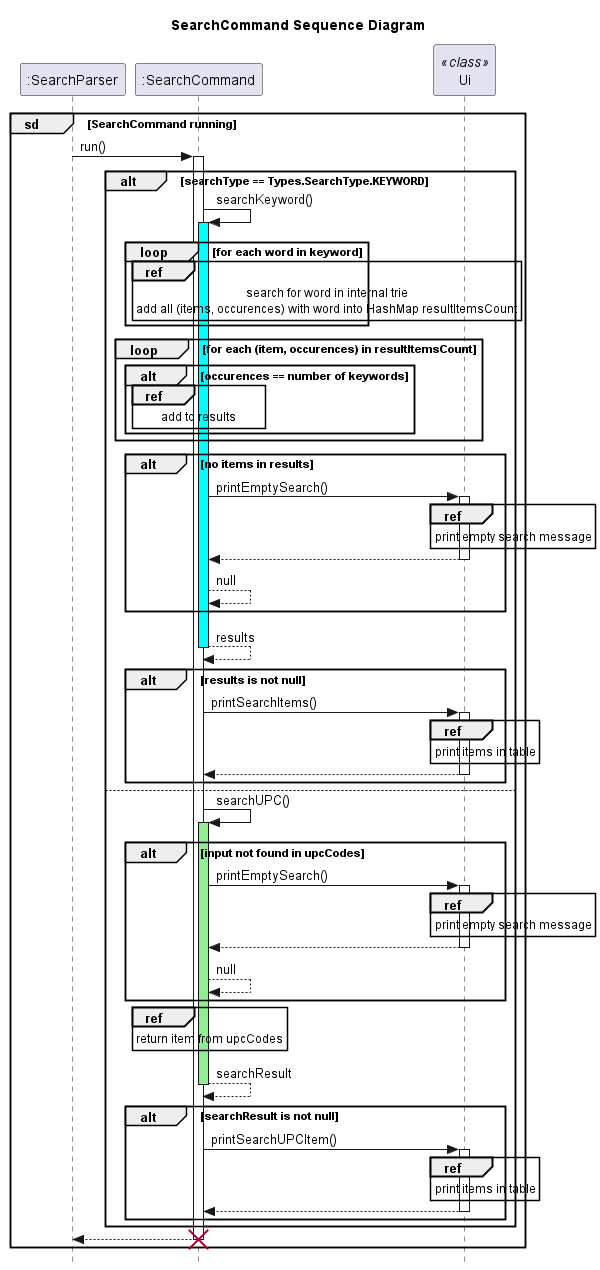 SearchCommand Sequence Diagram
:SearchParser
:SearchCommand
«class»
Ui
sd
[SearchCommand running]
run()
alt
[searchType == Types.SearchType.KEYWORD]
searchKeyword()
loop
[for each word in keyword]
ref
search for word in internal trie
add all (items, occurences) with word into HashMap resultItemsCount
loop
[for each (item, occurences) in resultItemsCount]
alt
[occurences == number of keywords]
ref
add to results
alt
[no items in results]
printEmptySearch()
ref
print empty search message
null
results
alt
[results is not null]
printSearchItems()
ref
print items in table
searchUPC()
alt
[input not found in upcCodes]
printEmptySearch()
ref
print empty search message
null
ref
return item from upcCodes
searchResult
alt
[searchResult is not null]
printSearchUPCItem()
ref
print items in table